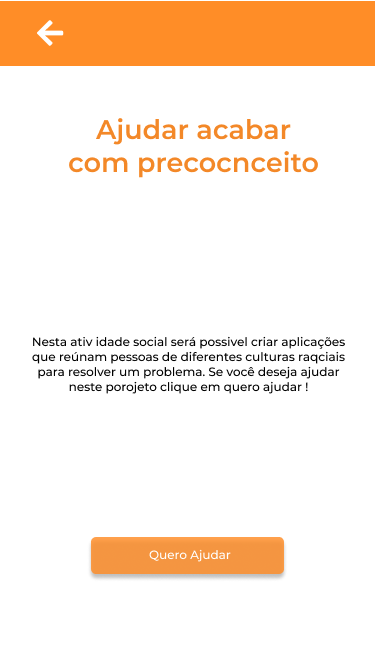 Ajudar acabar
com precocnceito
Nesta ativ idade social será possivel criar aplicações
que reúnam pessoas de diferentes culturas raqciais
para resolver um problema. Se você deseja ajudar
neste porojeto clique em quero ajudar !
Quero Ajudar